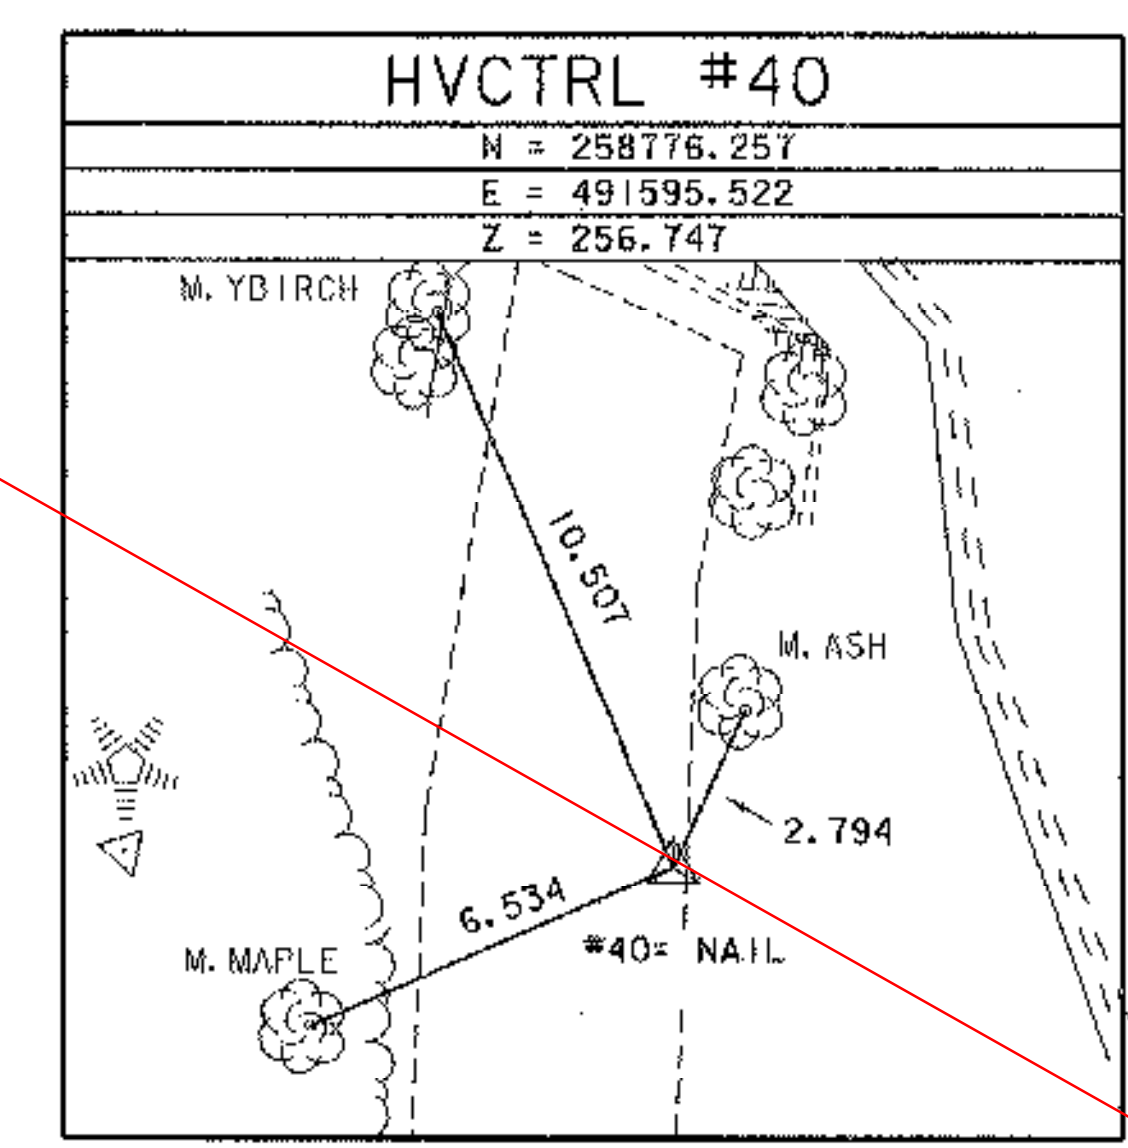 HVCTRL #40
N = 258776.257
E = 491595.522
Z = 256.747
M. YBIRCH
10.507
M. ASH
2.794
6.534
#40= NAIL
M. MAPLE